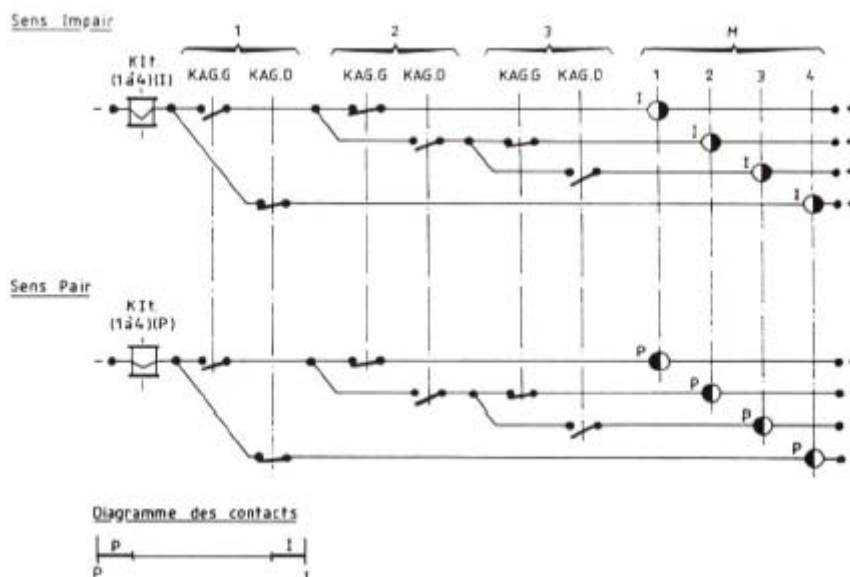 Sens Impair
1 2 3 M
KIt.
(1à4)(I)
KAG.G KAG.D KAG.G KAG.D KAG.G KAG.D 1 2 3 4
I
I
I
I
Sens Pair
KIt.
(1à4)(P)
P
P
P
P
Diagramme des contacts
P I
P I